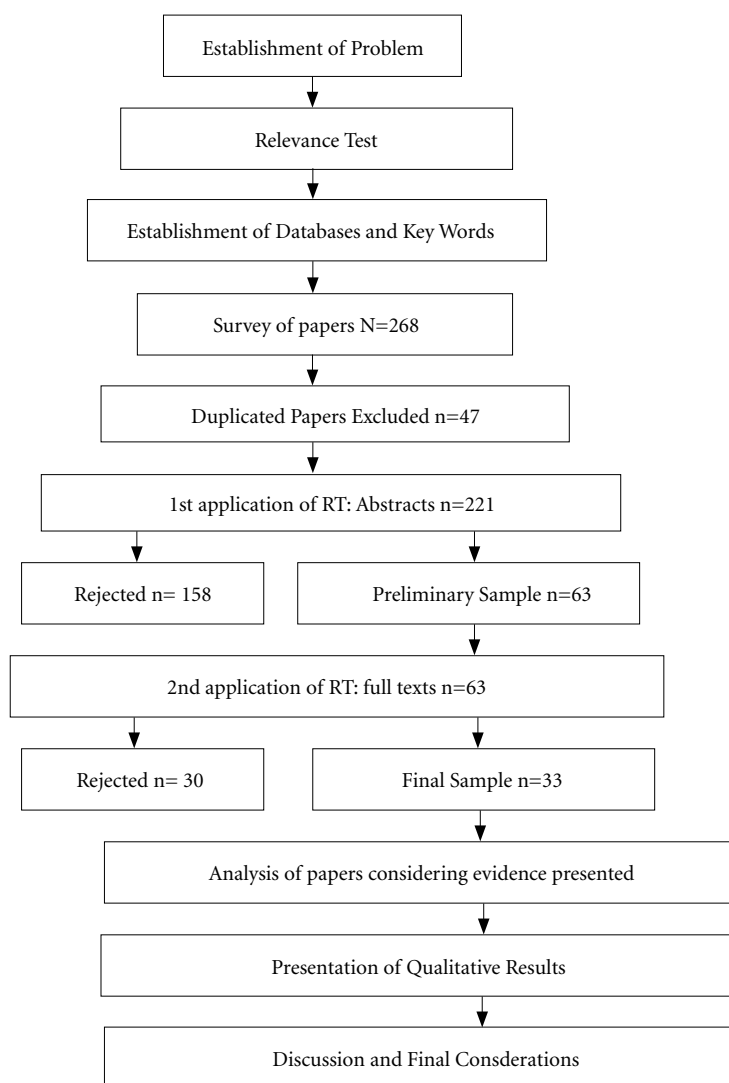 Establishment of Problem
Relevance Test
Establishment of Databases and Key Words
Survey of papers N=268
Duplicated Papers Excluded n=47
1st application of RT: Abstracts n=221
Rejected n= 158
Preliminary Sample n=63
2nd application of RT: full texts n=63
Rejected n= 30
Final Sample n=33
Analysis of papers considering evidence presented
Presentation of Qualitative Results
Discussion and Final Consderations